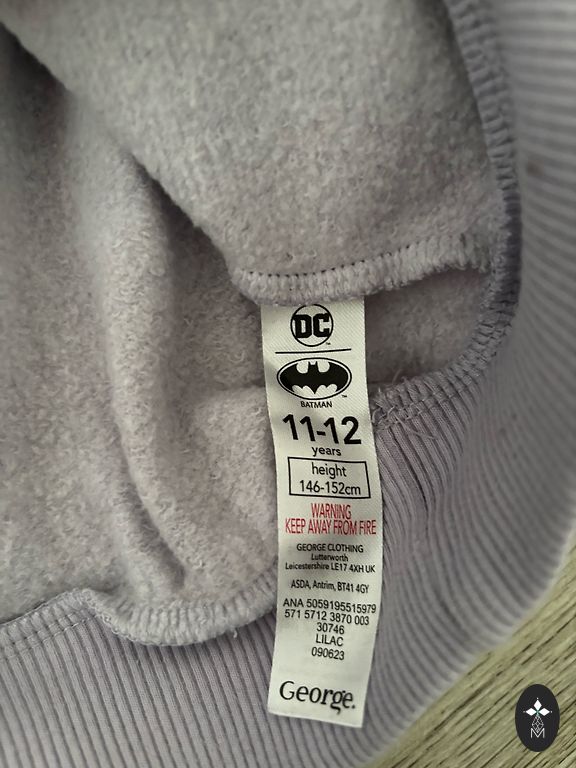 DC
BATMAN
11-12
years
height
146-152cm
WARNING
KEEP AWAY FROM FIRE
GEORGE CLOTHING
Lutterworth
Leicestershire LE17 4XH UK
ASDA, Antrim, BT41 4GY
ANA 5059195515979
571 5712 3870 003
30746
LILAC
090623
George.
M